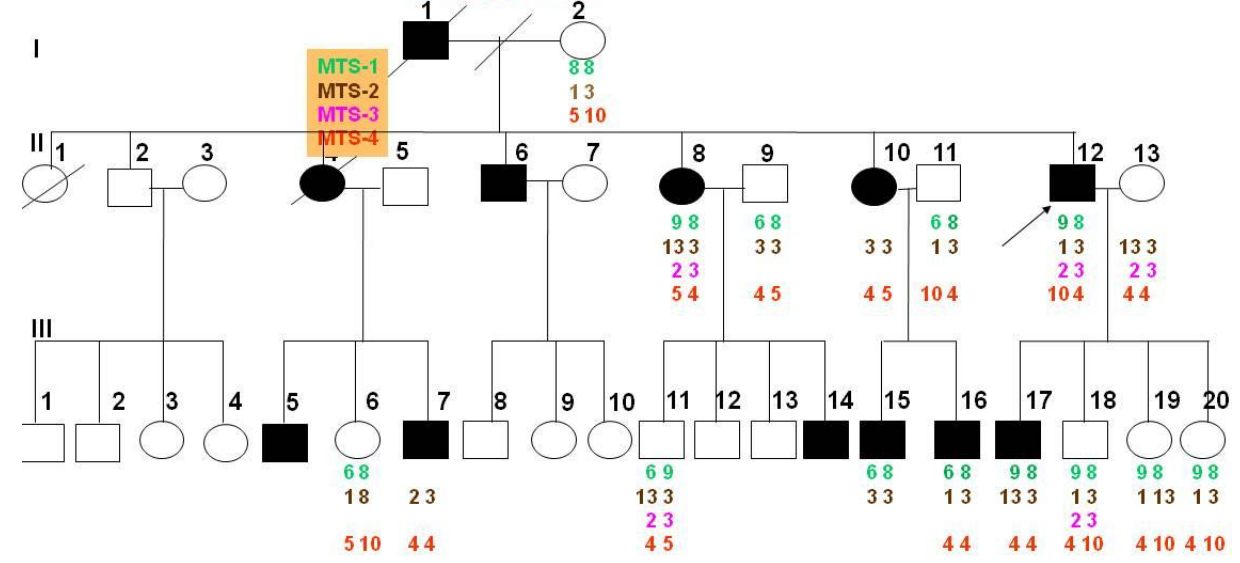 1 2
I
MTS-1 8 8
MTS-2 1 3
MTS-3
MTS-4 5 10
II 1 2 3 4 5 6 7 8 9 10 11 12 13
9 8 6 8 6 8 9 8
13 3 3 3 3 3 1 3 1 3 13 3
2 3 2 3 2 3
5 4 4 5 4 5 10 4 10 4 4 4
III
1 2 3 4 5 6 7 8 9 10 11 12 13 14 15 16 17 18 19 20
6 8 6 9 6 8 6 8 9 8 9 8 9 8 9 8
1 8 2 3 13 3 3 3 1 3 13 3 1 3 1 13 1 3
2 3 2 3
5 10 4 4 4 5 4 4 4 4 4 10 4 10 4 10